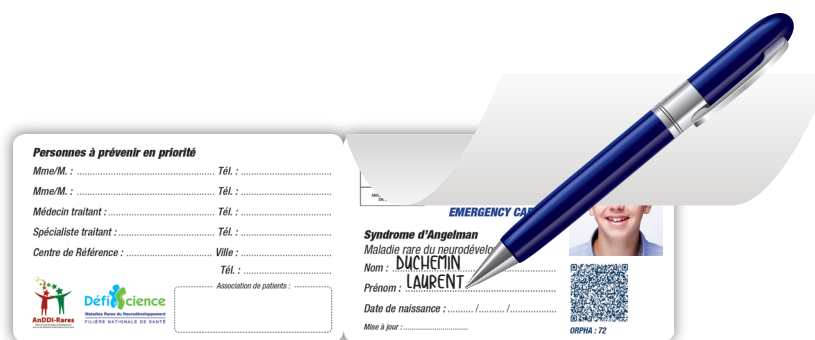 Personnes à prévenir en priorité
Mme/M. : ........................................... Tél. : ............................
Mme/M. : ........................................... Tél. : ............................
Médecin traitant : ................................. Tél. : ............................
Spécialiste traitant : ............................. Tél. : ............................
Centre de Référence : ........................... Ville : ..........................
Tél. : ............................
Association de patients : ........
AnDDI-Rares
DéfiScience
Maladies Rares du Neurodéveloppement
FILIÈRE NATIONALE DE SANTÉ
EMERGENCY CA
Syndrome d'Angelman
Maladie rare du neurodévelo
Nom : DUCHEMIN
Prénom : LAURENT
Date de naissance : ........./........./................
Mise à jour : ............................
ORPHA : 72